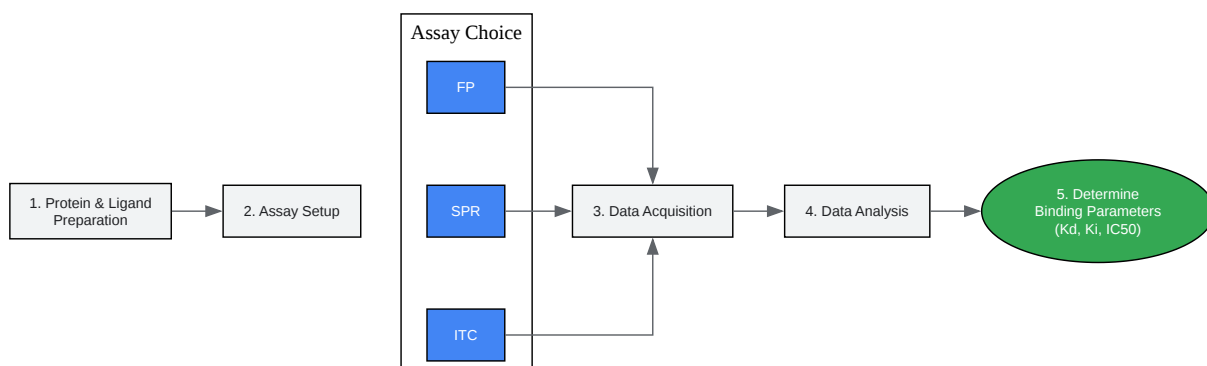 Assay Choice
FP
1. Protein & Ligand
Preparation
2. Assay Setup
SPR
3. Data Acquisition
4. Data Analysis
5. Determine
Binding Parameters
(Kd, Ki, IC50)
ITC